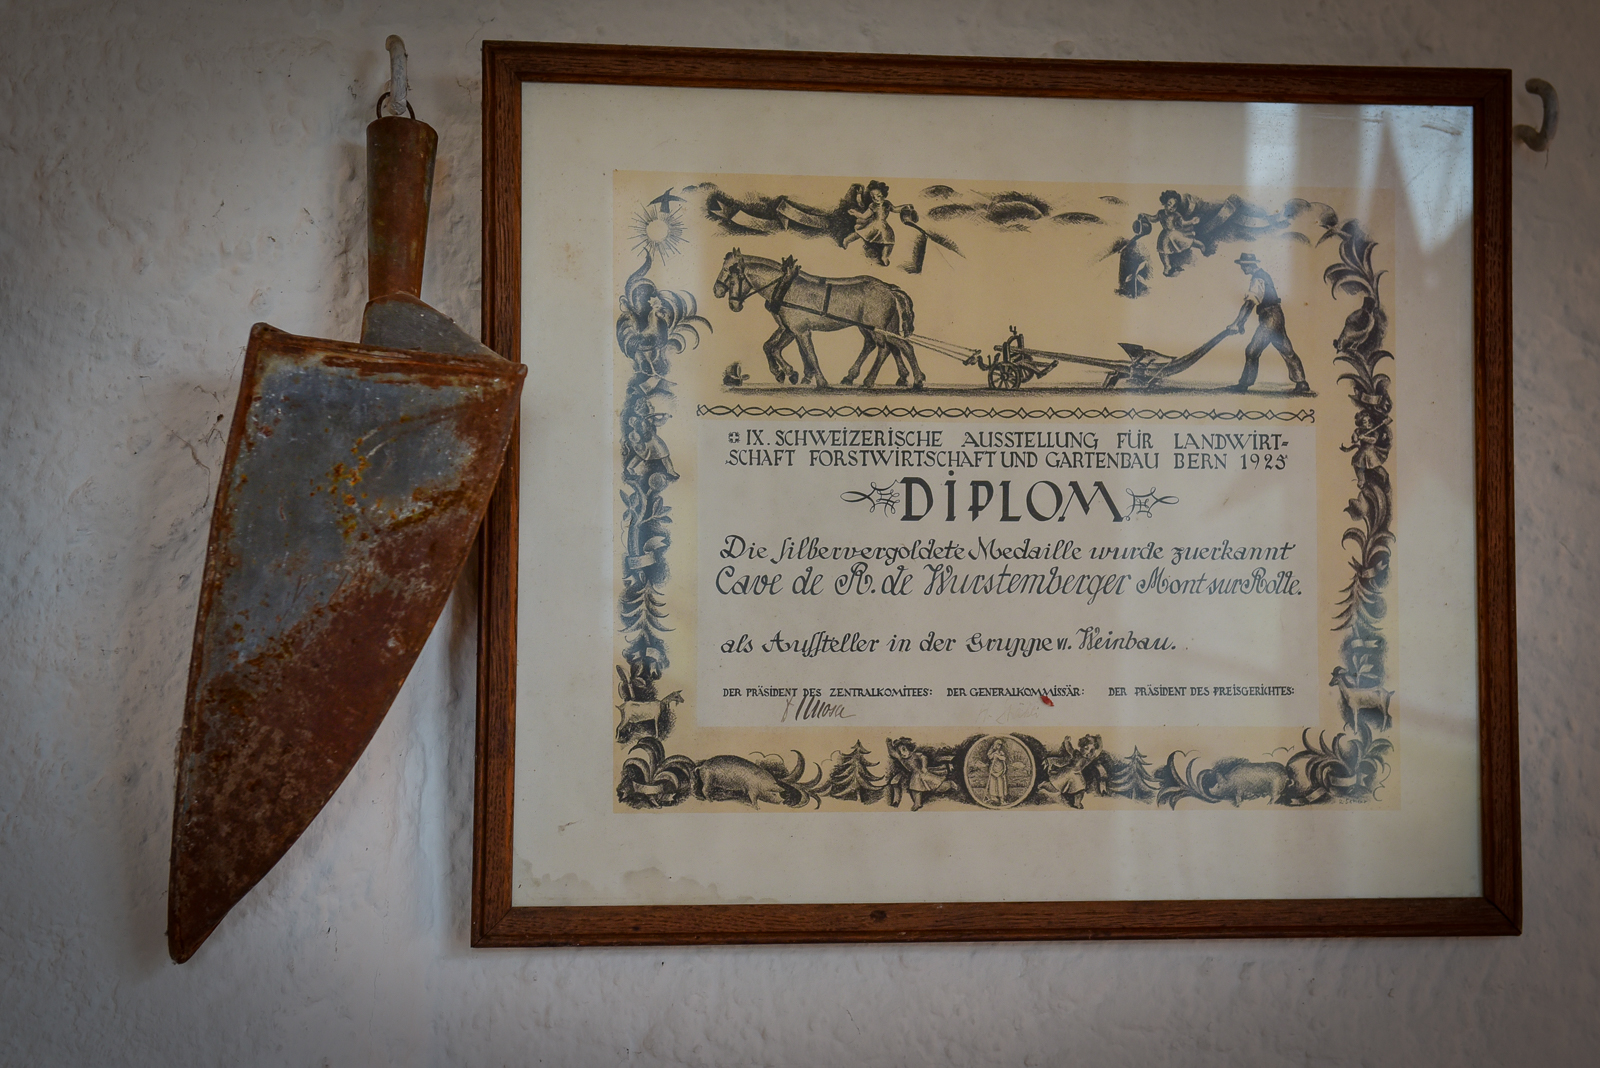 IX. SCHWEIZERISCHE AUSSTELLUNG FÜR LANDWIRT-
SCHAFT FORSTWIRTSCHAFT UND GARTENBAU BERN 1925
DIPLOM
Die silbervergoldete Medaille wurde zuerkannt
Cave de R. de Wurstemberger Mont sur Rolle.
als Aussteller in der Gruppe VI. Weinbau.
DER PRÄSIDENT DES ZENTRALKOMITEES: DER GENERALKOMMISSÄR: DER PRÄSIDENT DES PREISGERICHTES: